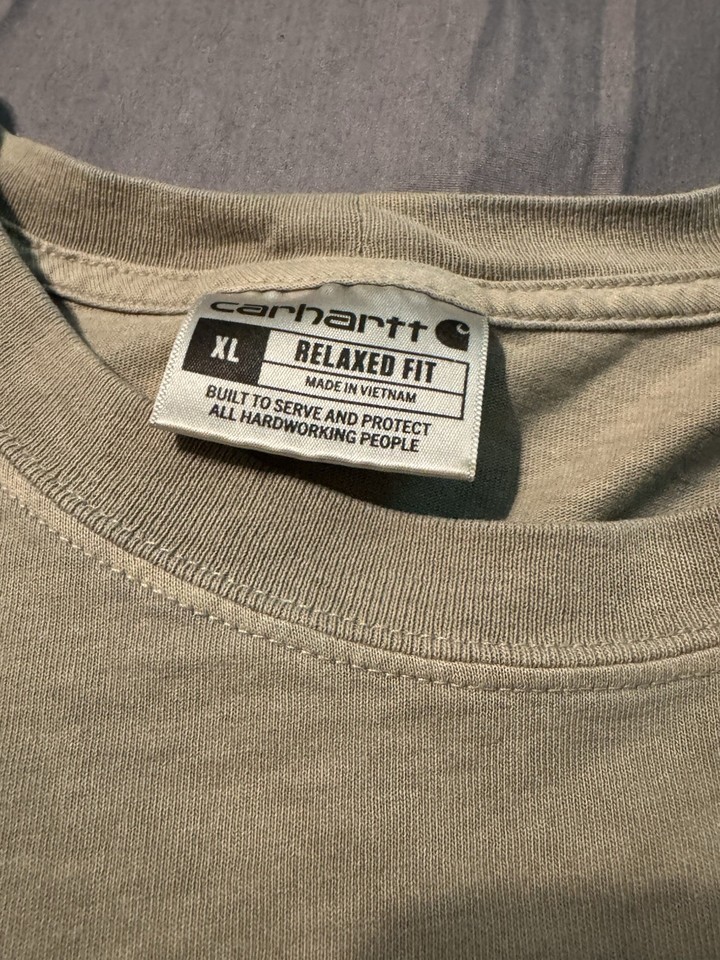 carhartt
XL
RELAXED FIT
MADE IN VIETNAM
BUILT TO SERVE AND PROTECT
ALL HARDWORKING PEOPLE